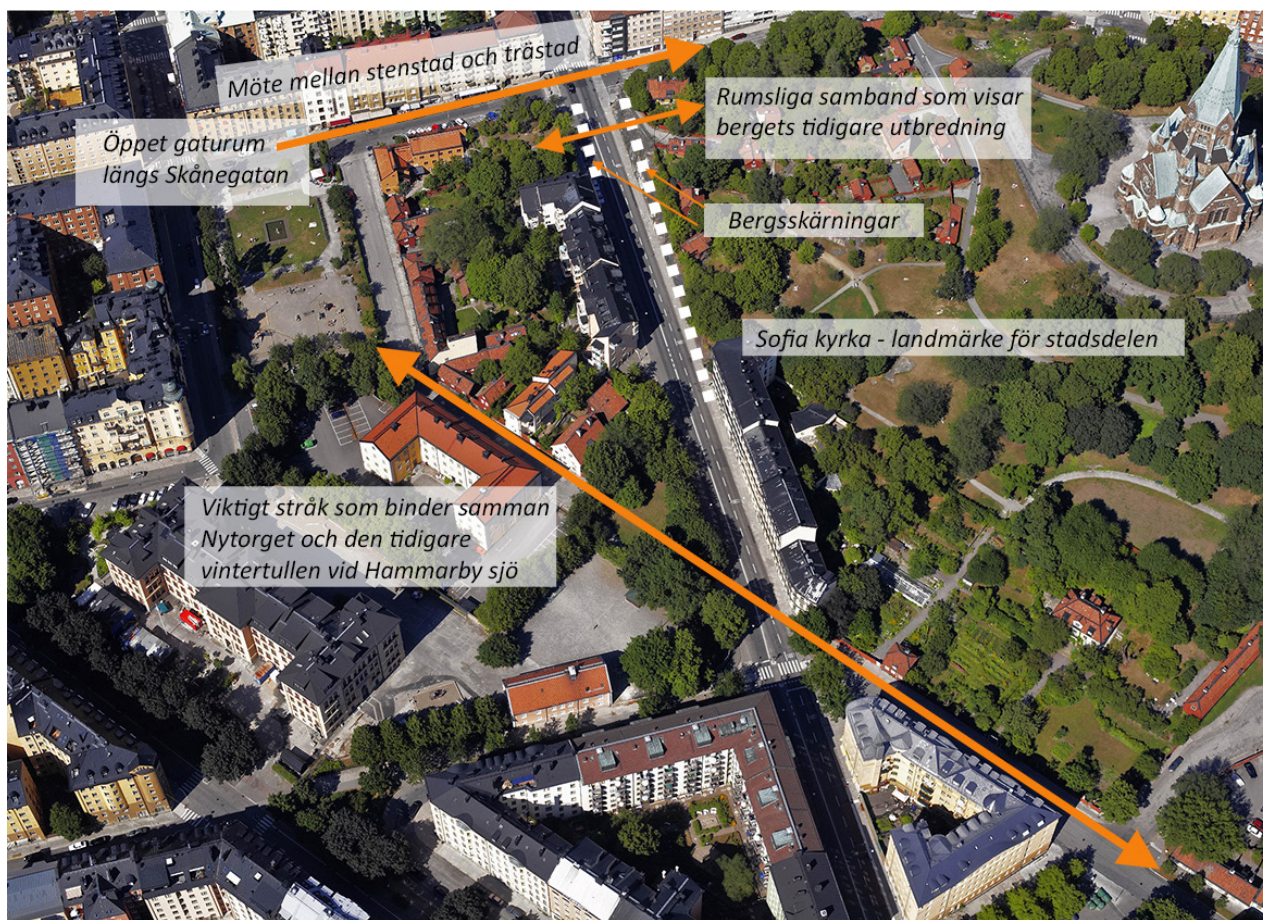 Möte mellan stenstad och trästad
Öppet gaturum
längs Skånegatan
Rumsliga samband som visar
bergets tidigare utbredning
Bergsskärningar
Sofia kyrka - landmärke för stadsdelen
Viktigt stråk som binder samman
Nytorget och den tidigare
vintertullen vid Hammarby sjö